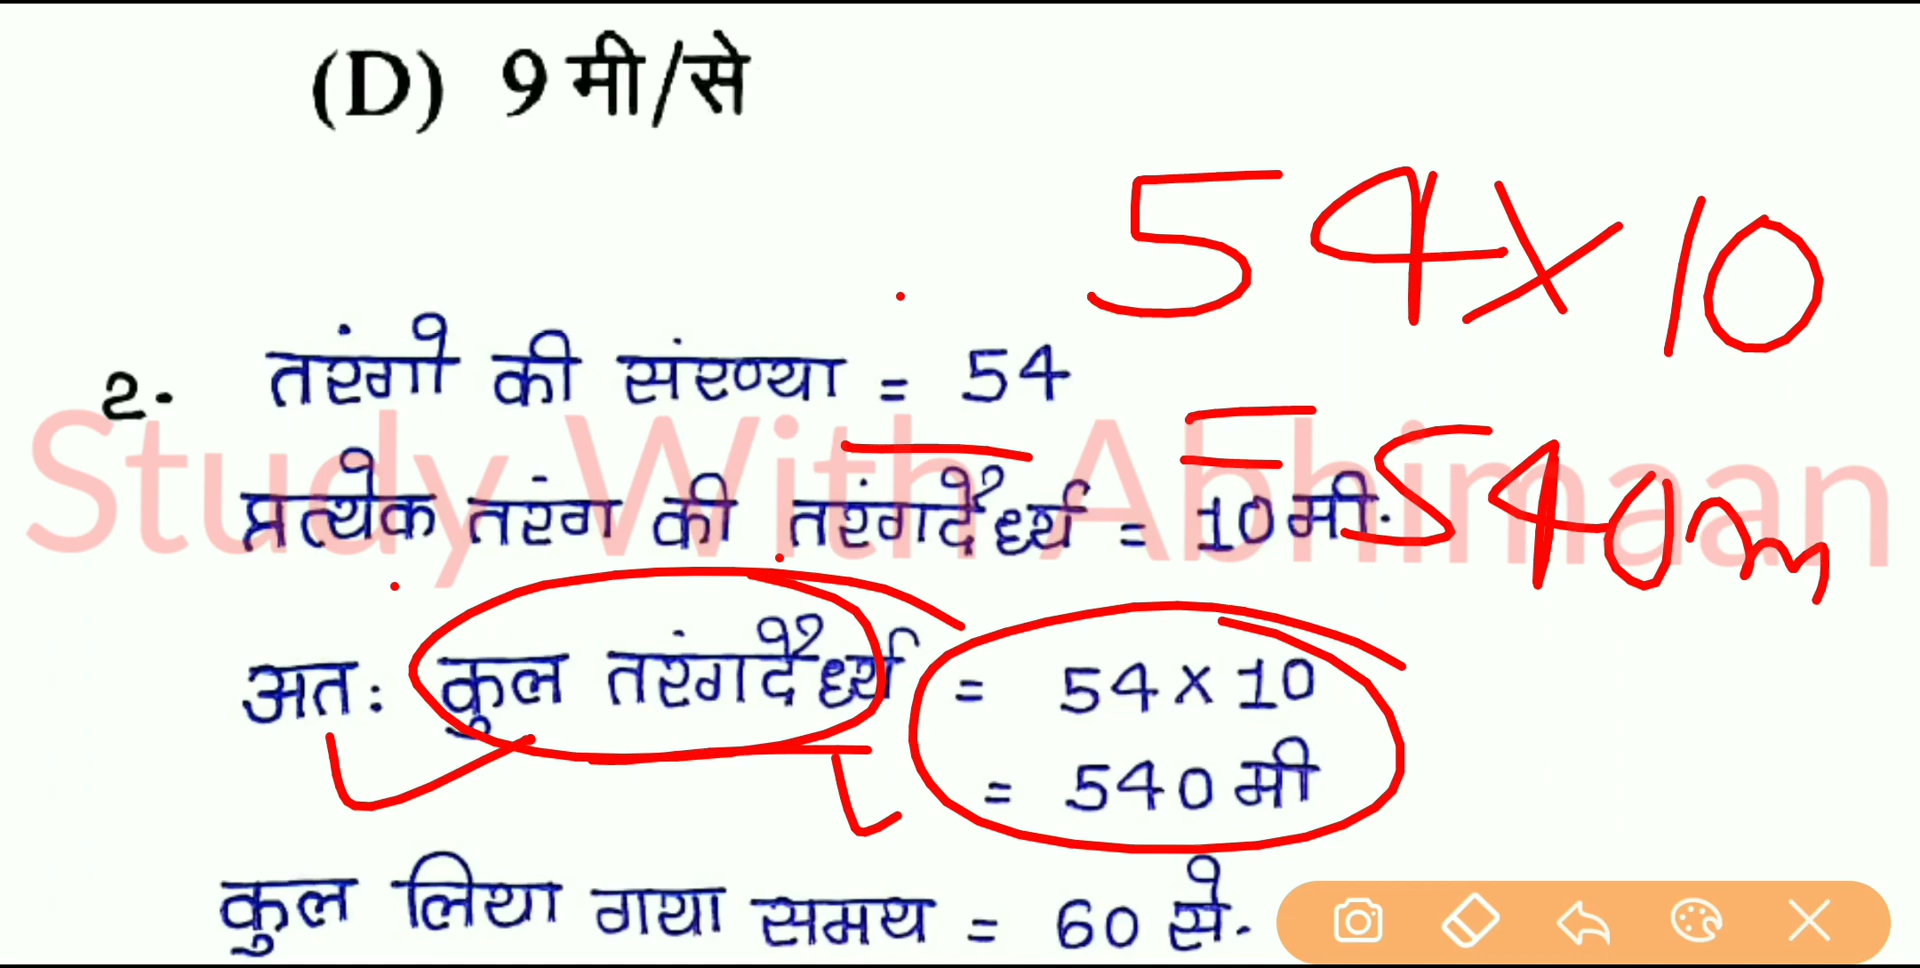 (D) 9 मी/से
54×10
2. तरंगो की संख्या = 54
= 540m
Study With Abhimaan
प्रत्येक तरंग की तरंगदैर्ध्य = 10 मी.
अतः कुल तरंगदैर्ध्य = 54 × 10
= 540 मी
कुल लिया गया समय = 60 से.